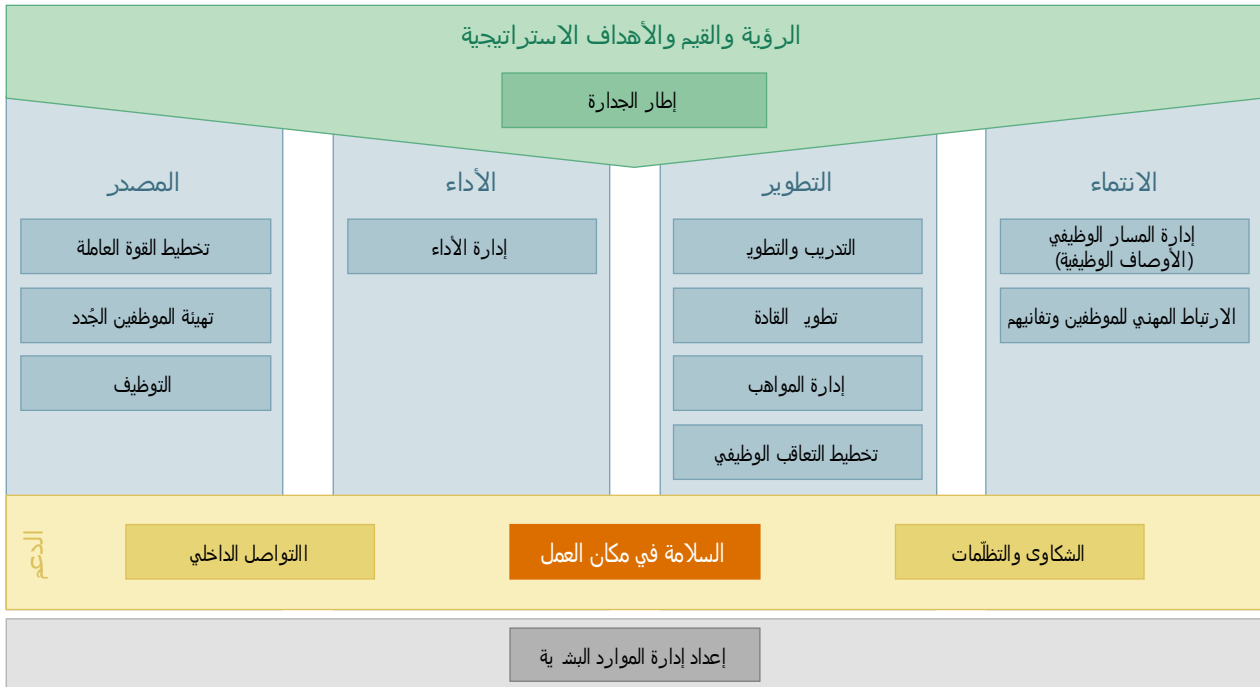 الرؤية والقيم والأهداف الاستراتيجية
إطار الجدارة
الانتماء
إدارة المسار الوظيفي
(الأوصاف الوظيفية)
الارتباط المهني للموظفين وتفانيهم
التطوير
التدريب والتطوير
تطوير القادة
إدارة المواهب
تخطيط التعاقب الوظيفي
الأداء
إدارة الأداء
المصدر
تخطيط القوة العاملة
تهيئة الموظفين الجُدد
التوظيف
الشكاوى والتظلّمات
السلامة في مكان العمل
االتواصل الداخلي
الدعم
إعداد إدارة الموارد البشرية